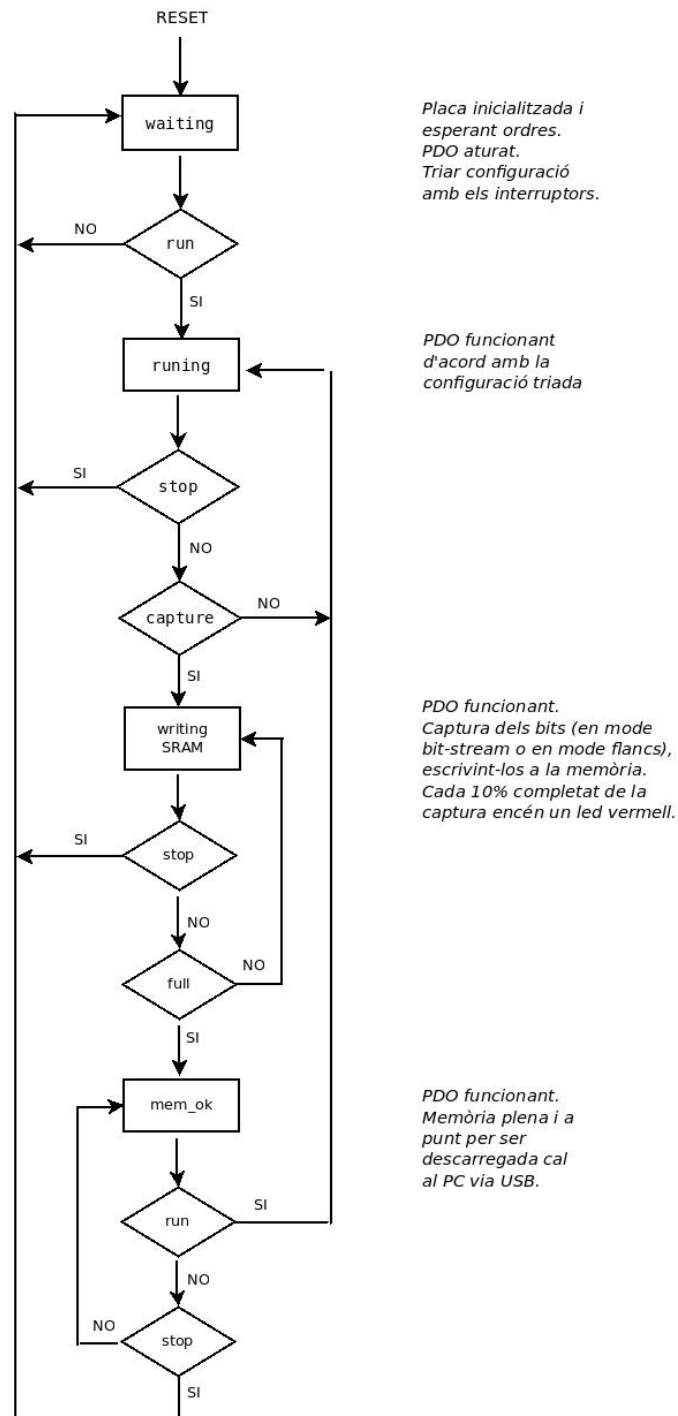 RESET
waiting
Placa inicialitzada i
esperant ordres.
PDO aturat.
Triar configuració
amb els interruptors.
NO
run
SI
runing
PDO funcionant
d'acord amb la
configuració triada
SI
stop
NO
capture
NO
SI
writing
SRAM
PDO funcionant.
Captura dels bits (en mode
bit-stream o en mode flancs),
escrivint-los a la memòria.
Cada 10% completat de la
captura encén un led vermell.
SI
stop
NO
full
NO
SI
mem_ok
PDO funcionant.
Memòria plena i a
punt per ser
descarregada cal
al PC via USB.
run
SI
NO
NO
stop
SI